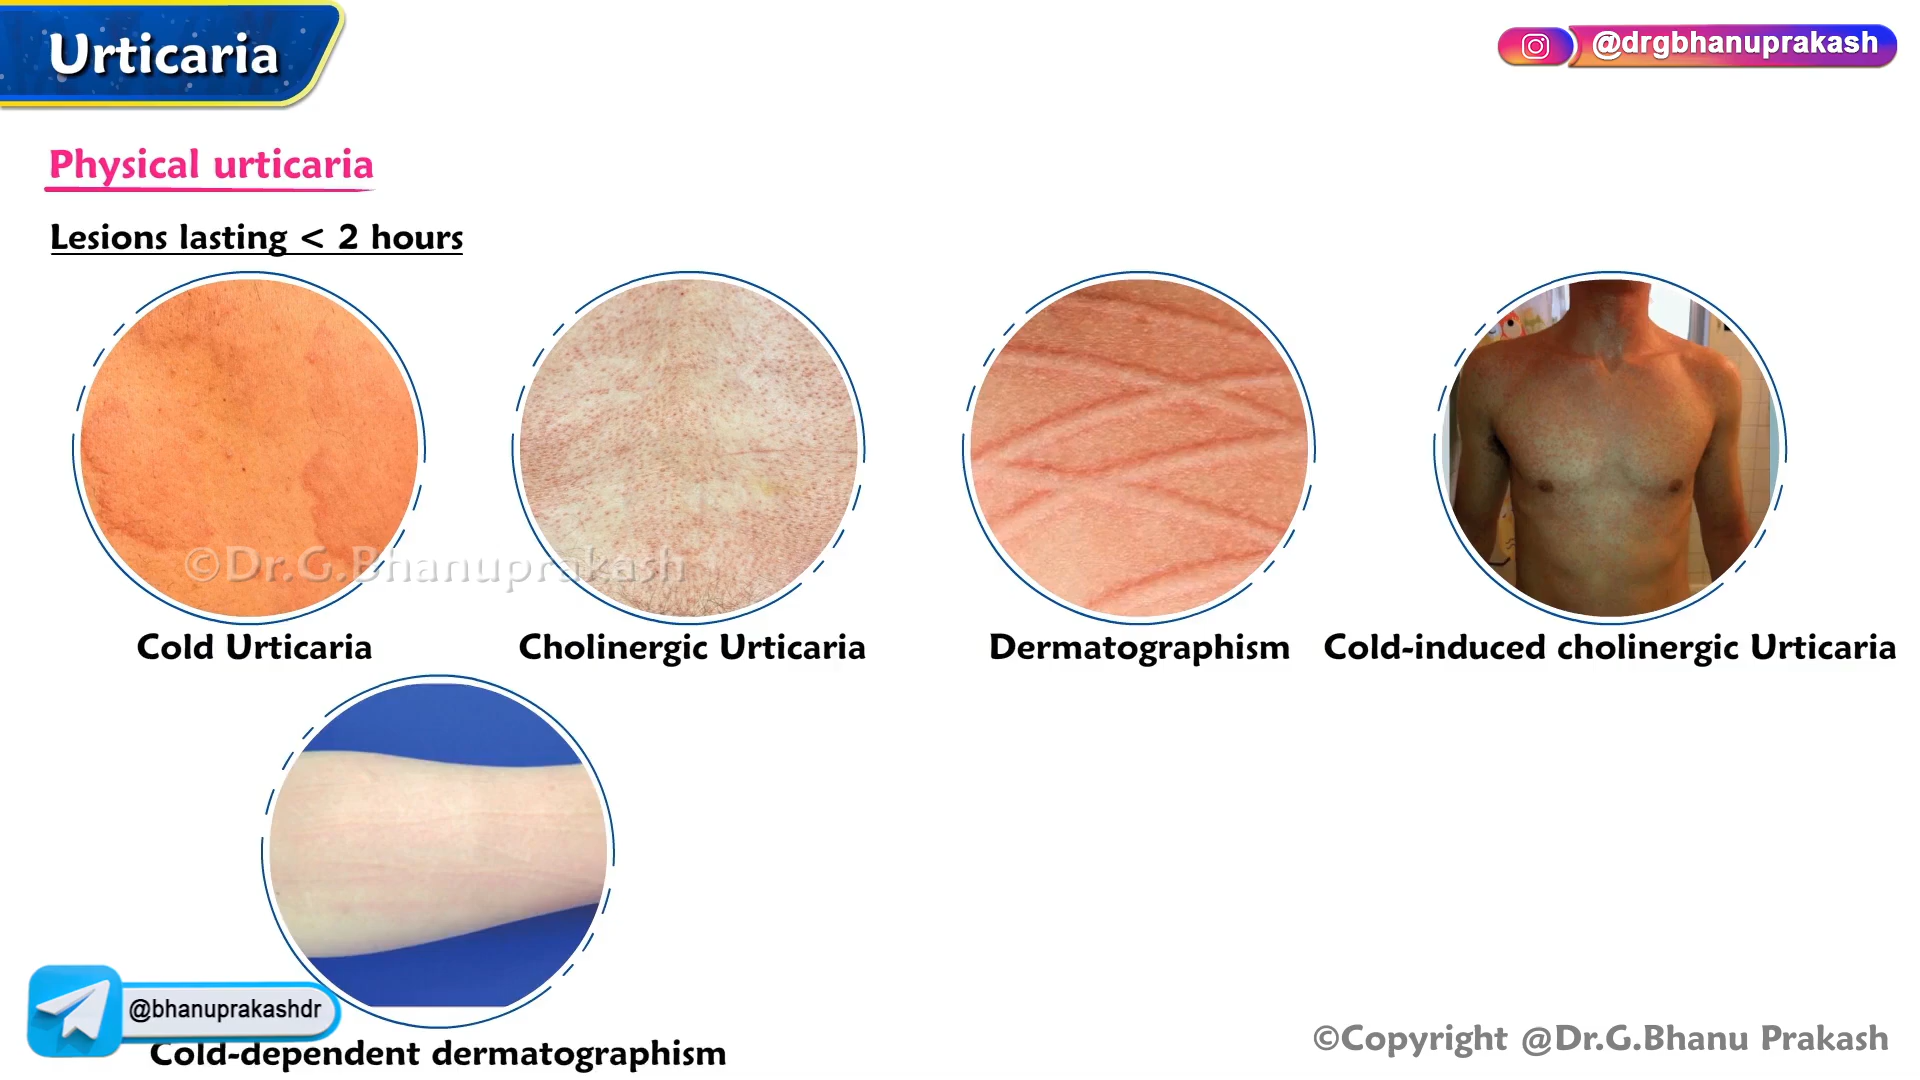 Urticaria
@drgbhanuprakash
Physical urticaria
Lesions lasting < 2 hours
©Dr.G.Bhanuprakash
Cold Urticaria
Cholinergic Urticaria
Dermatographism
Cold-induced cholinergic Urticaria
@bhanuprakashdr
Cold-dependent dermatographism
©Copyright @Dr.G.Bhanu Prakash